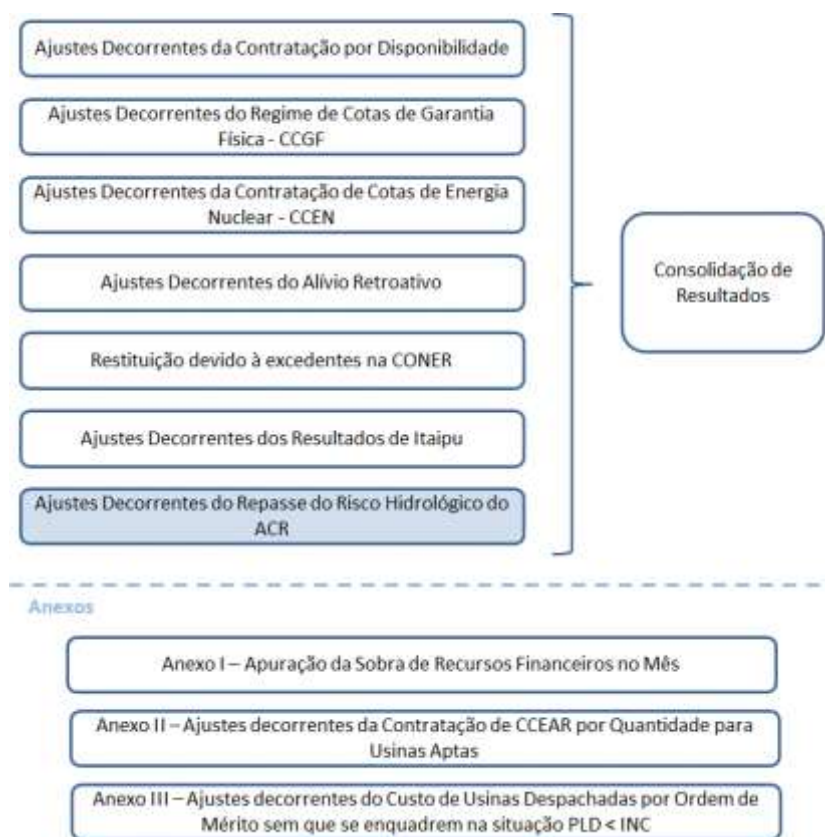 Ajustes Decorrentes da Contratação por Disponibilidade
Ajustes Decorrentes do Regime de Cotas de Garantia
Física - CCGF
Ajustes Decorrentes da Contratação de Cotas de Energia
Nuclear - CCEN
Ajustes Decorrentes do Alívio Retroativo
Restituição devido à excedentes na CONER
Ajustes Decorrentes dos Resultados de Itaipu
Ajustes Decorrentes do Repasse do Risco Hidrológico do
ACR
Consolidação de
Resultados
Anexos
Anexo I – Apuração da Sobra de Recursos Financeiros no Mês
Anexo II – Ajustes decorrentes da Contratação de CCEAR por Quantidade para
Usinas Aptas
Anexo III – Ajustes decorrentes do Custo de Usinas Despachadas por Ordem de
Mérito sem que se enquadrem na situação PLD < INC